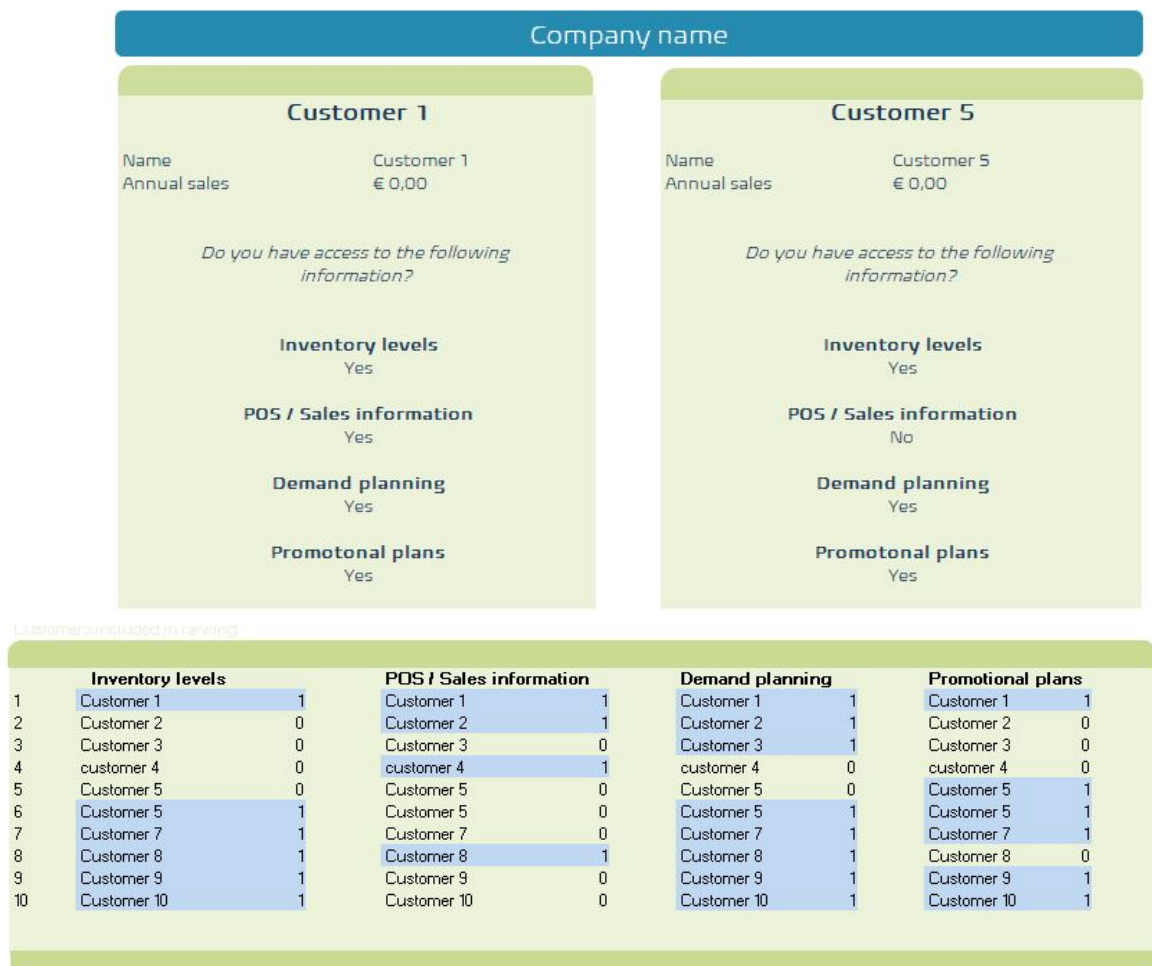 Company name
Customer 1
Name Customer 1
Annual sales € 0,00
Do you have access to the following
information?
Inventory levels
Yes
POS / Sales information
Yes
Demand planning
Yes
Promotonal plans
Yes
Customer 5
Name Customer 5
Annual sales € 0,00
Do you have access to the following
information?
Inventory levels
Yes
POS / Sales information
No
Demand planning
Yes
Promotonal plans
Yes
Customers included in ranking
Inventory levels POS / Sales information Demand planning Promotional plans
1 Customer 1 1 Customer 1 1 Customer 1 1 Customer 1 1
2 Customer 2 0 Customer 2 1 Customer 2 1 Customer 2 0
3 Customer 3 0 Customer 3 0 Customer 3 1 Customer 3 0
4 customer 4 0 customer 4 1 customer 4 0 customer 4 0
5 Customer 5 0 Customer 5 0 Customer 5 0 Customer 5 1
6 Customer 5 1 Customer 5 0 Customer 5 1 Customer 5 1
7 Customer 7 1 Customer 7 0 Customer 7 1 Customer 7 1
8 Customer 8 1 Customer 8 1 Customer 8 1 Customer 8 0
9 Customer 9 1 Customer 9 0 Customer 9 1 Customer 9 1
10 Customer 10 1 Customer 10 0 Customer 10 1 Customer 10 1